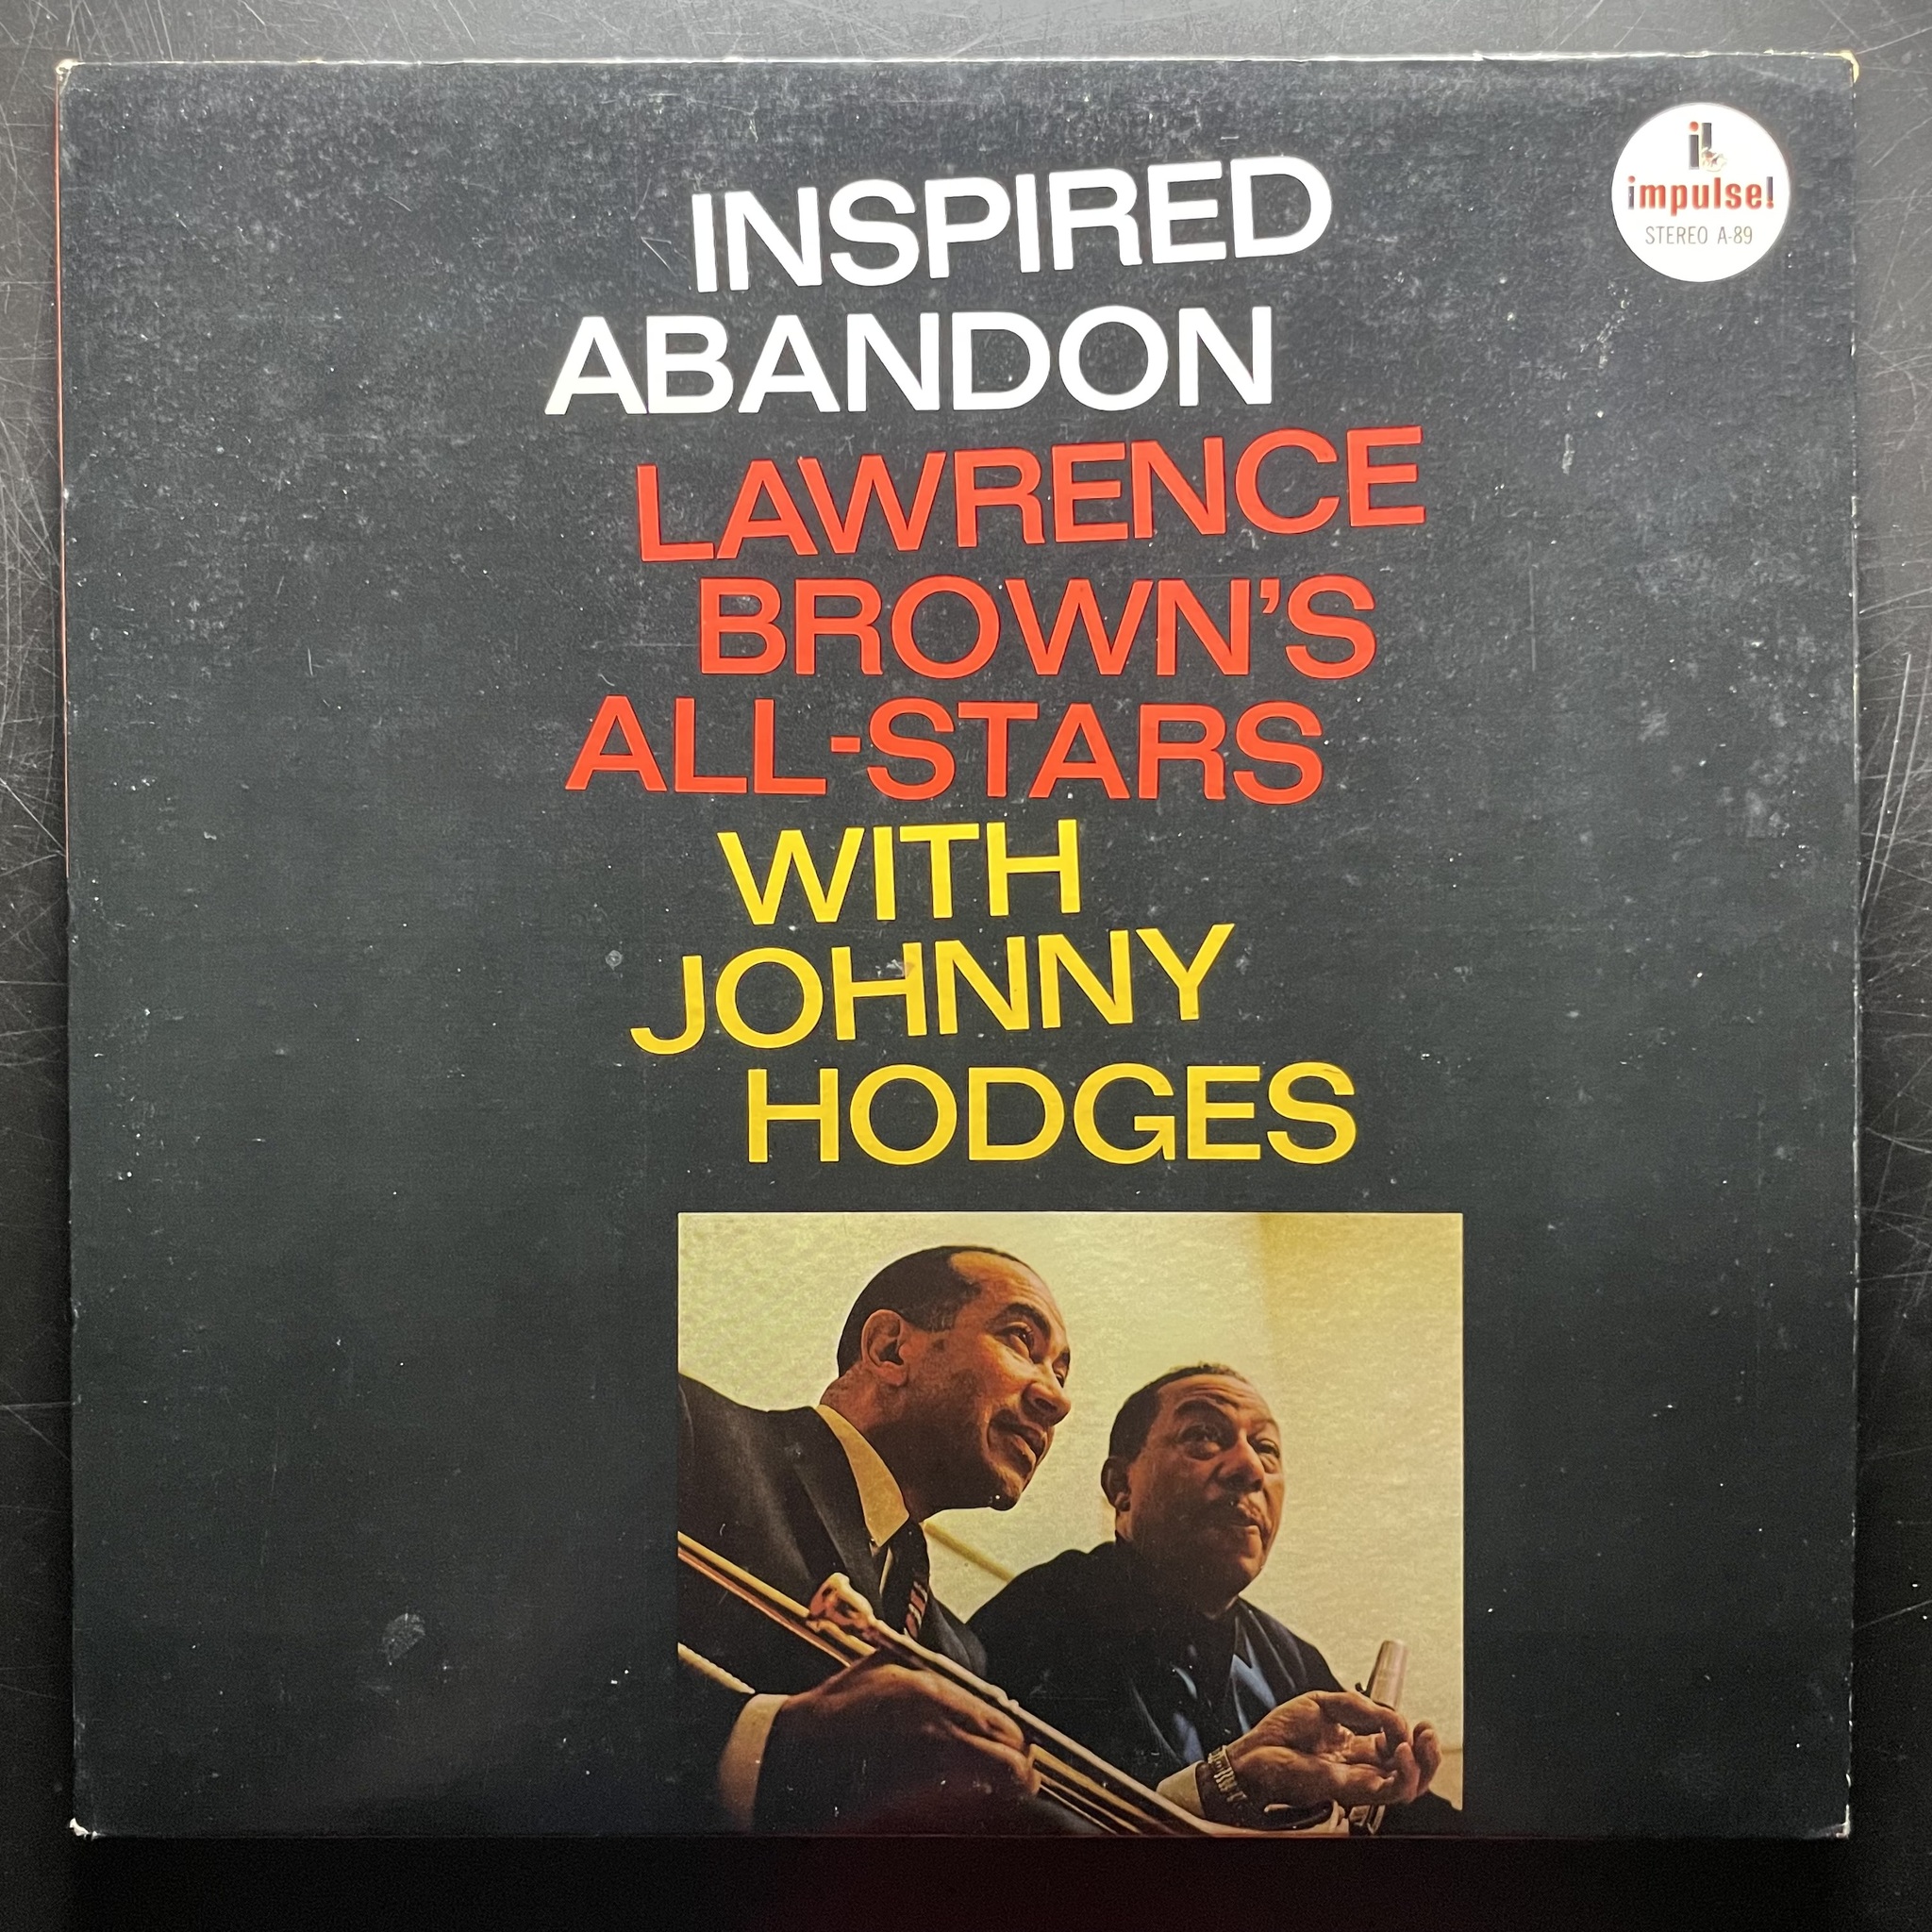 INSPIRED
ABANDON
LAWRENCE
BROWN'S
ALL-STARS
WITH
JOHNNY
HODGES
i!
impulse!
STEREO A-89